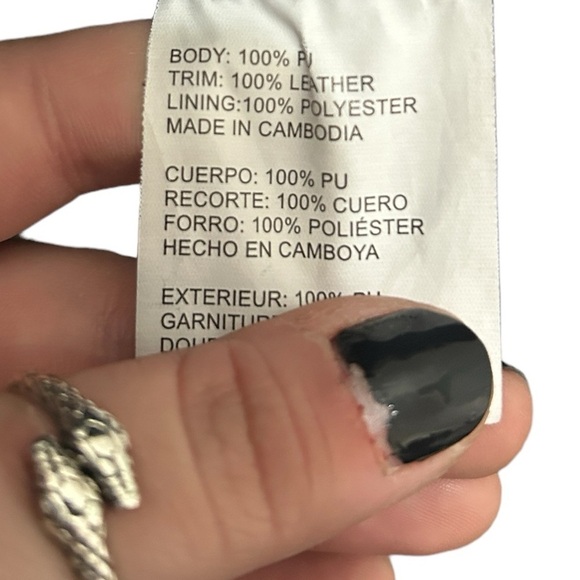 BODY: 100% PU
TRIM: 100% LEATHER
LINING:100% POLYESTER
MADE IN CAMBODIA
CUERPO: 100% PU
RECORTE: 100% CUERO
FORRO: 100% POLIÉSTER
HECHO EN CAMBOYA
EXTERIEUR: 100% PU